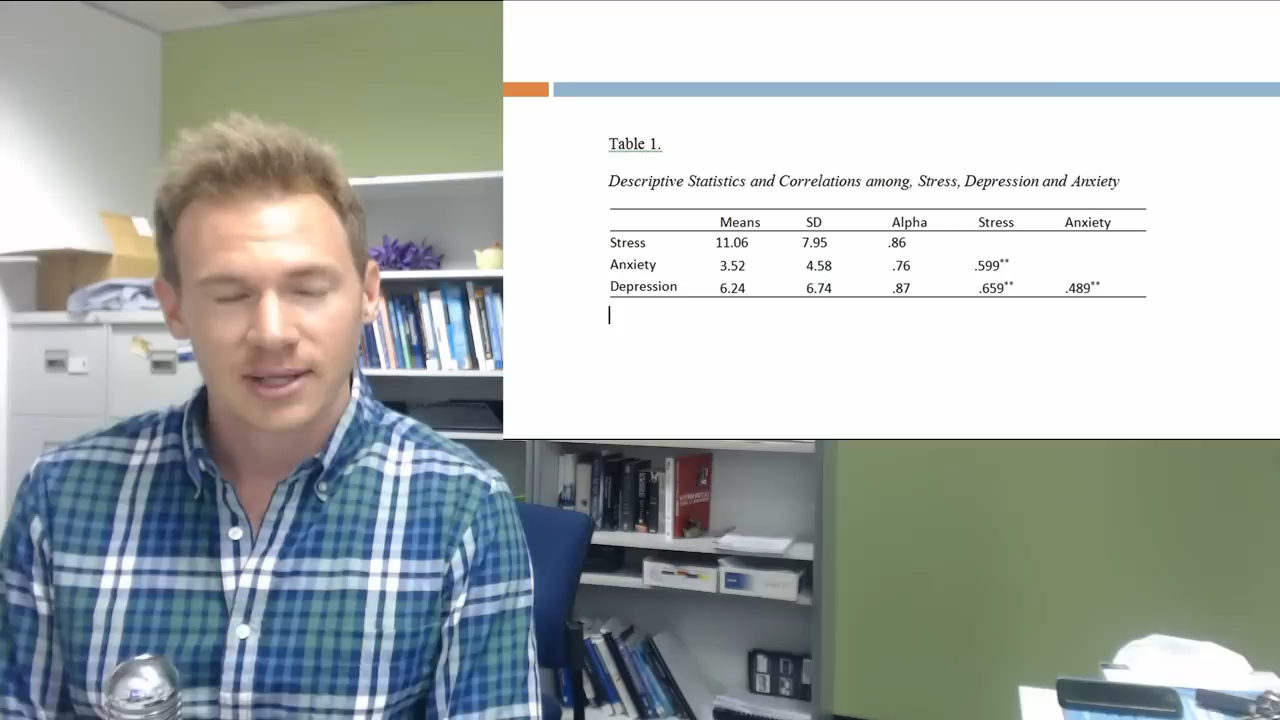 Table 1.
Descriptive Statistics and Correlations among, Stress, Depression and Anxiety
Means SD Alpha Stress Anxiety
Stress 11.06 7.95 .86
Anxiety 3.52 4.58 .76 .599**
Depression 6.24 6.74 .87 .659** .489**